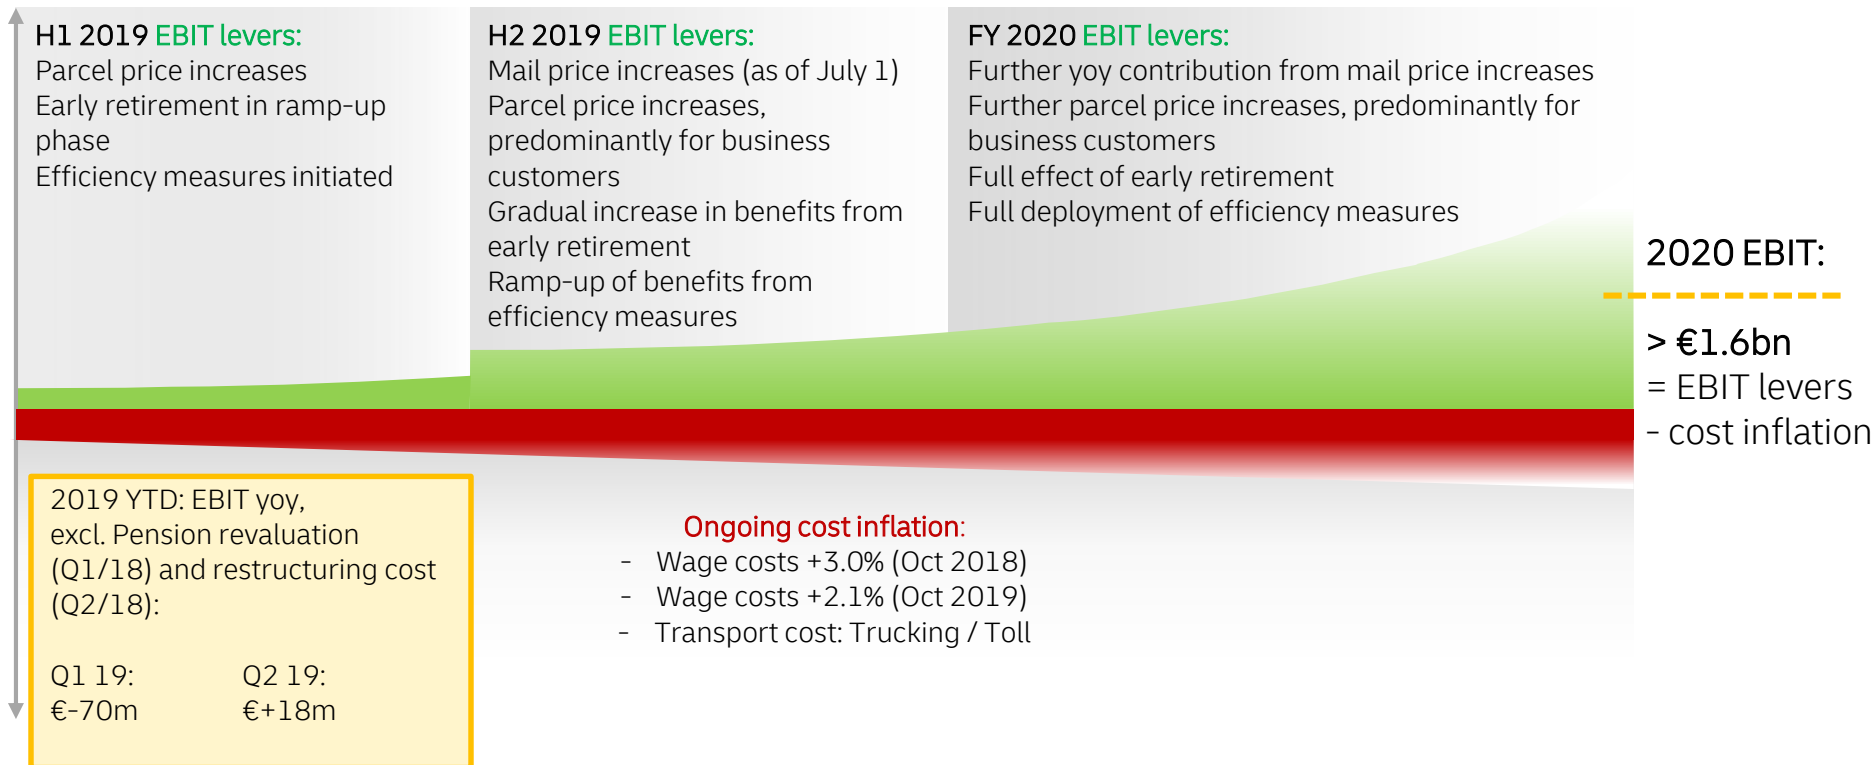 H1 2019 EBIT levers:
Parcel price increases
Early retirement in ramp-up
phase
Efficiency measures initiated
H2 2019 EBIT levers:
Mail price increases (as of July 1)
Parcel price increases,
predominantly for business
customers
Gradual increase in benefits from
early retirement
Ramp-up of benefits from
efficiency measures
FY 2020 EBIT levers:
Further yoy contribution from mail price increases
Further parcel price increases, predominantly for
business customers
Full effect of early retirement
Full deployment of efficiency measures
2020 EBIT:
> €1.6bn
= EBIT levers
- cost inflation
2019 YTD: EBIT yoy,
excl. Pension revaluation
(Q1/18) and restructuring cost
(Q2/18):
Q1 19: Q2 19:
€-70m €+18m
Ongoing cost inflation:
- Wage costs +3.0% (Oct 2018)
- Wage costs +2.1% (Oct 2019)
- Transport cost: Trucking / Toll